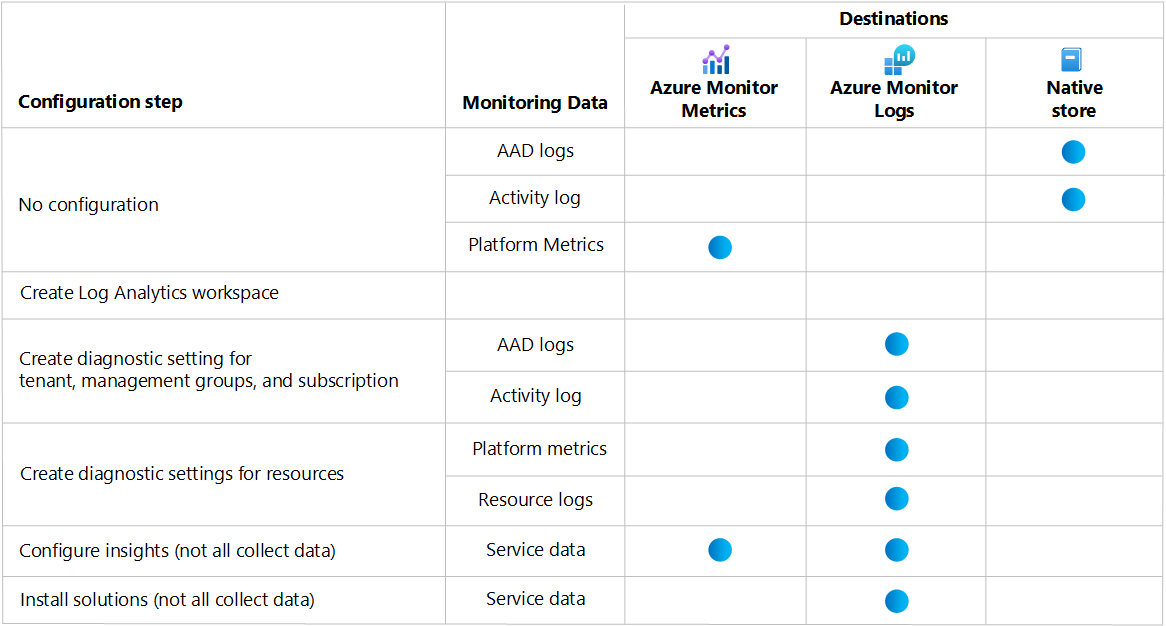 Destinations
Configuration step
Monitoring Data
Azure Monitor
Metrics
Azure Monitor
Logs
Native
store
No configuration
AAD logs
Activity log
Platform Metrics
Create Log Analytics workspace
Create diagnostic setting for
tenant, management groups, and subscription
AAD logs
Activity log
Create diagnostic settings for resources
Platform metrics
Resource logs
Configure insights (not all collect data)
Service data
Install solutions (not all collect data)
Service data